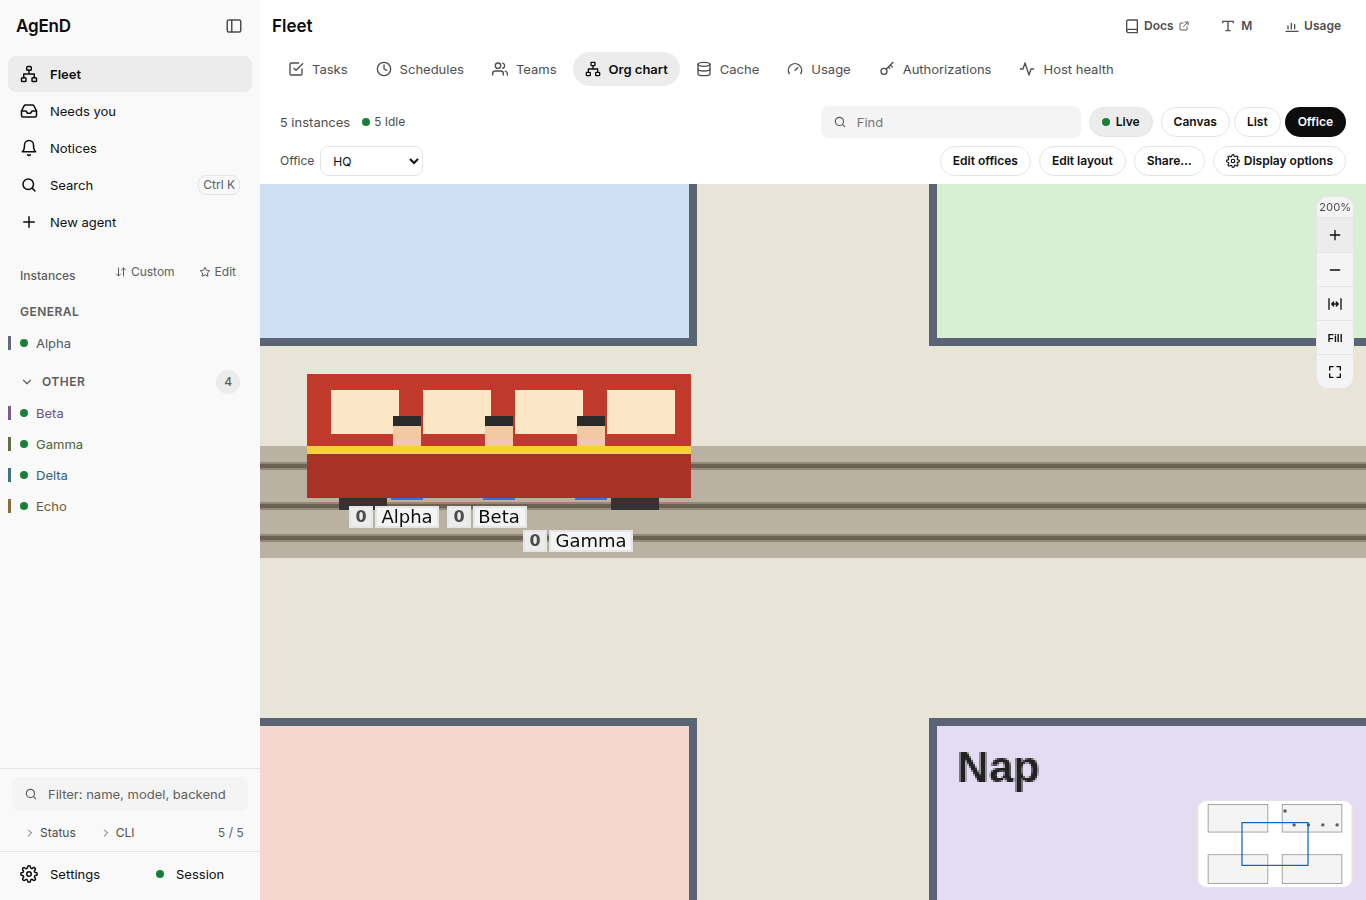 AgEnD
Fleet
Needs you
Notices
Search
Ctrl K
New agent
Instances
Custom
Edit
GENERAL
Alpha
OTHER
4
Beta
Gamma
Delta
Echo
Filter: name, model, backend
Status
CLI
5 / 5
Settings
Session
Fleet
Docs
M
Usage
Tasks
Schedules
Teams
Org chart
Cache
Usage
Authorizations
Host health
5 instances
5 Idle
Find
Live
Canvas
List
Office
Office
HQ
Edit offices
Edit layout
Share...
Display options
200%
Fill
0 Alpha
0 Beta
0 Gamma
Nap